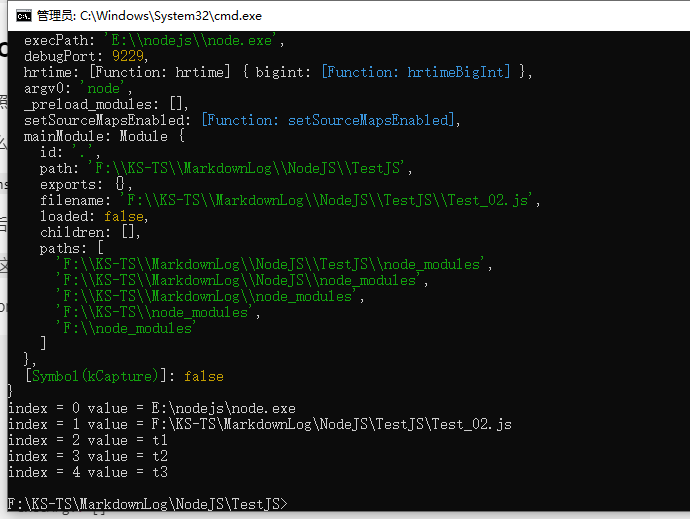 管理员: C:\Windows\System32\cmd.exe
execPath: 'E:\\nodejs\\node.exe',
debugPort: 9229,
hrtime: [Function: hrtime] { bigint: [Function: hrtimeBigInt] },
argv0: 'node',
_preload_modules: [],
setSourceMapsEnabled: [Function: setSourceMapsEnabled],
mainModule: Module {
id: '.',
path: 'F:\\KS-TS\\MarkdownLog\\NodeJS\\TestJS',
exports: {},
filename: 'F:\\KS-TS\\MarkdownLog\\NodeJS\\TestJS\\Test_02.js',
loaded: false,
children: [],
paths: [
'F:\\KS-TS\\MarkdownLog\\NodeJS\\TestJS\\node_modules',
'F:\\KS-TS\\MarkdownLog\\NodeJS\\node_modules',
'F:\\KS-TS\\MarkdownLog\\node_modules',
'F:\\KS-TS\\node_modules',
'F:\\node_modules'
]
},
[Symbol(kCapture)]: false
}
index = 0 value = E:\nodejs\node.exe
index = 1 value = F:\KS-TS\MarkdownLog\NodeJS\TestJS\Test_02.js
index = 2 value = t1
index = 3 value = t2
index = 4 value = t3
F:\KS-TS\MarkdownLog\NodeJS\TestJS>